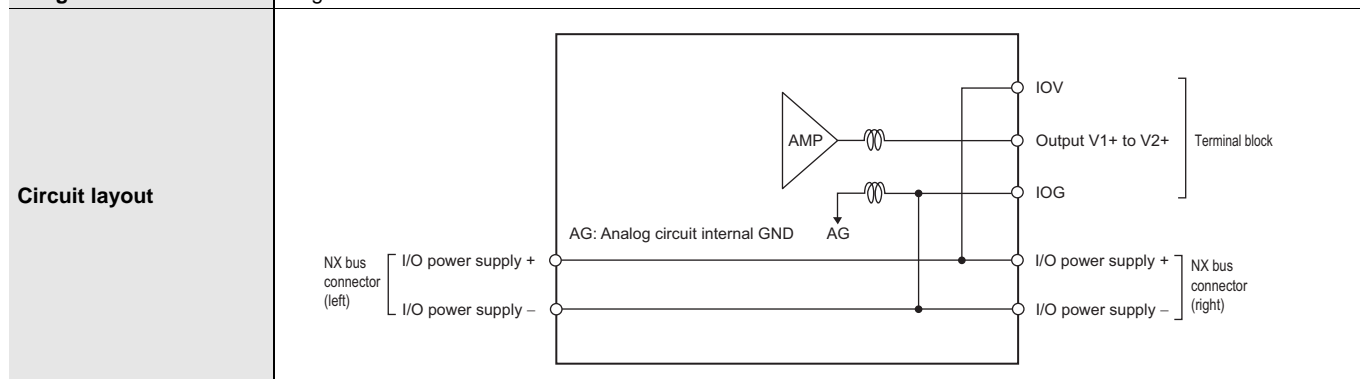 Circuit layout
IOV
AMP
Output V1+ to V2+
Terminal block
IOG
AG: Analog circuit internal GND
AG
NX bus
connector
(left)
I/O power supply +
I/O power supply –
I/O power supply +
I/O power supply –
NX bus
connector
(right)